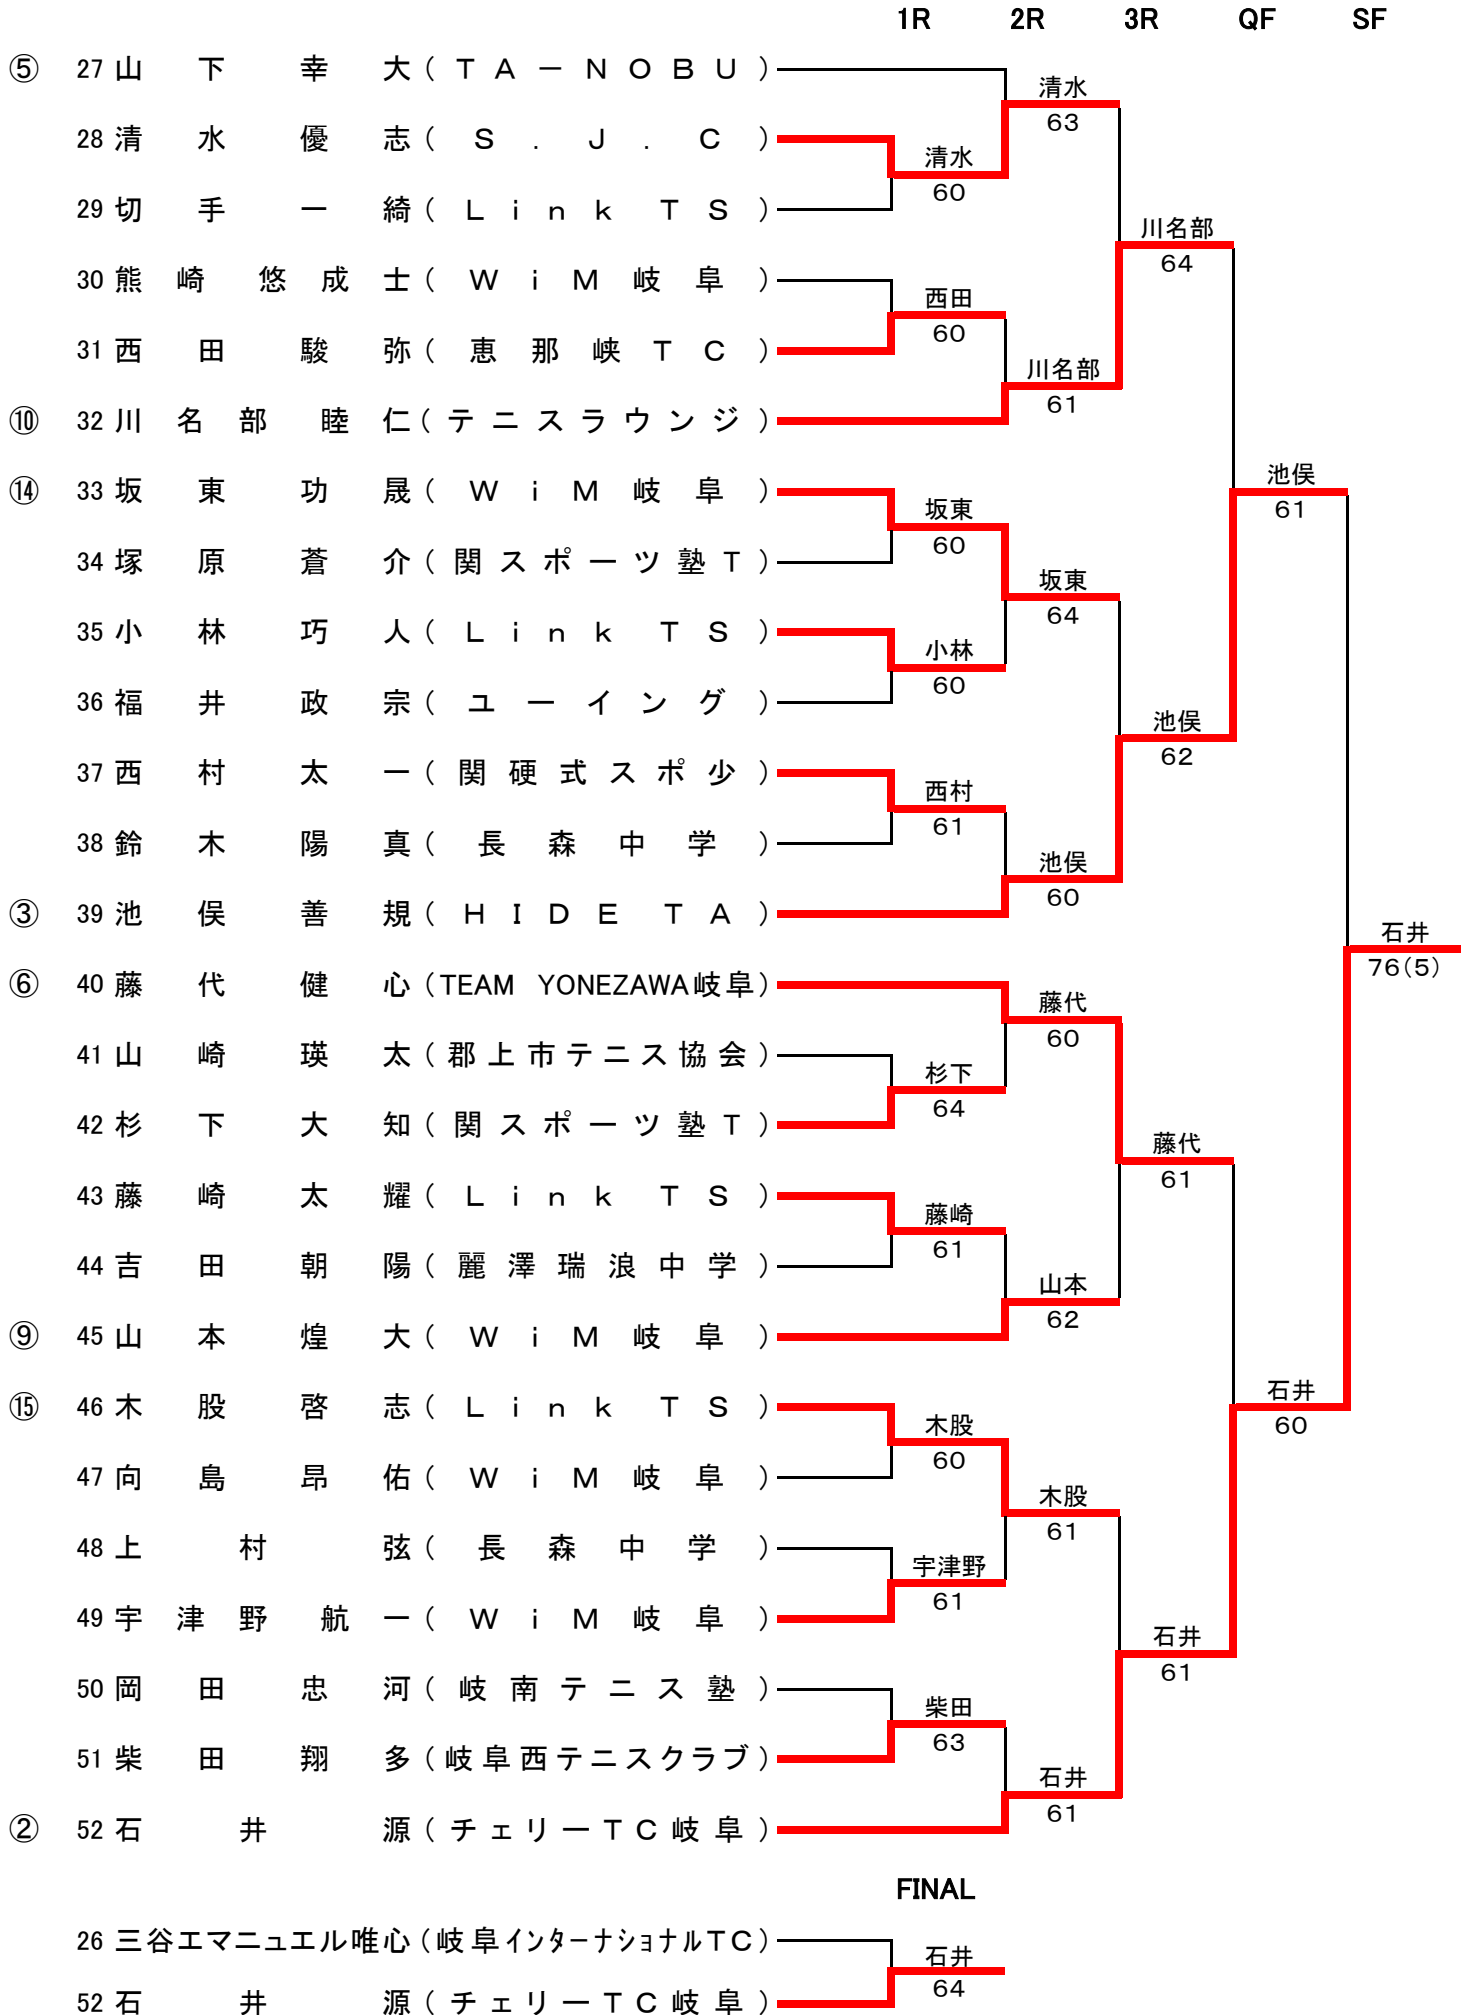 1R 2R 3R QF SF
⑤ 27 山下幸大(TA－NOBU)
清水
63
28 清水優志(S.J.C)
清水
60
29 切手一綺(Link TS)
川名部
64
30 熊崎悠成士(WiM岐阜)
西田
60
31 西田駿弥(恵那峡TC)
川名部
61
⑩ 32 川名部睦仁(テニスラウンジ)
池俣
61
⑭ 33 坂東功晟(WiM岐阜)
坂東
60
34 塚原蒼介(関スポーツ塾T)
坂東
64
35 小林巧人(Link TS)
小林
60
36 福井政宗(ユーイング)
池俣
62
37 西村太一(関硬式スポ少)
西村
61
38 鈴木陽真(長森中学)
池俣
60
③ 39 池俣善規(HIDE TA)
石井
76(5)
⑥ 40 藤代健心(TEAM YONEZAWA岐阜)
藤代
60
41 山崎瑛太(郡上市テニス協会)
杉下
64
42 杉下大知(関スポーツ塾T)
藤代
61
43 藤崎太耀(Link TS)
藤崎
61
44 吉田朝陽(麗澤瑞浪中学)
山本
62
⑨ 45 山本煌大(WiM岐阜)
石井
60
⑮ 46 木股啓志(Link TS)
木股
60
47 向島昂佑(WiM岐阜)
木股
61
48 上村弦(長森中学)
宇津野
61
49 宇津野航一(WiM岐阜)
石井
61
50 岡田忠河(岐南テニス塾)
柴田
63
51 柴田翔多(岐阜西テニスクラブ)
石井
61
② 52 石井源(チェリーTC岐阜)
FINAL
26 三谷エマニュエル唯心(岐阜インターナショナルTC)
石井
64
52 石井源(チェリーTC岐阜)